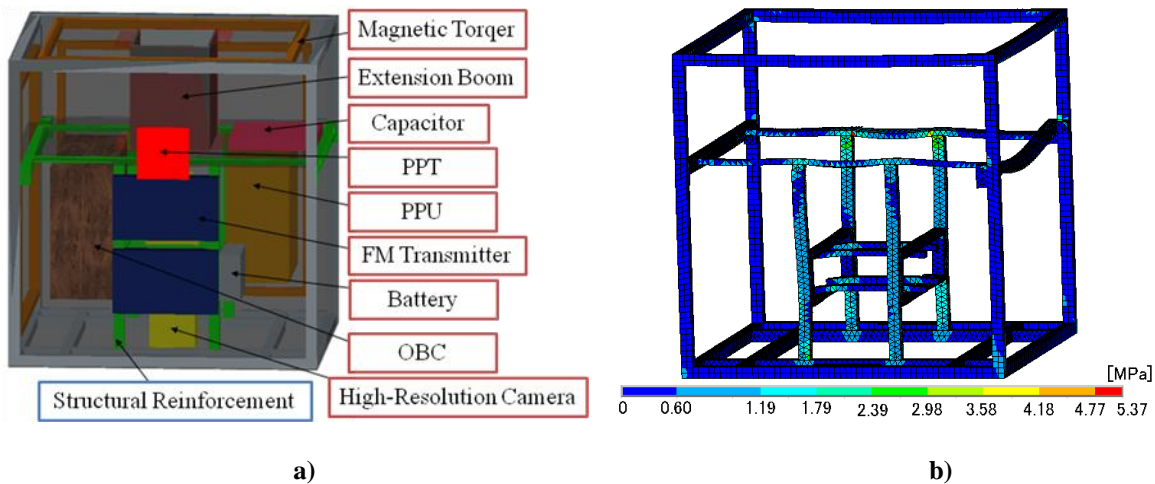 Magnetic Torqer
Extension Boom
Capacitor
PPT
PPU
FM Transmitter
Battery
OBC
High-Resolution Camera
Structural Reinforcement
a)
[MPa]
0 0.60 1.19 1.79 2.39 2.98 3.58 4.18 4.77 5.37
b)